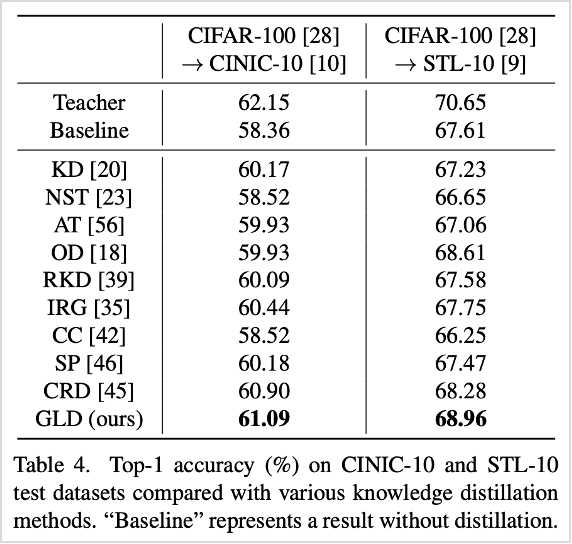 CIFAR-100 [28] CIFAR-100 [28]
→ CINIC-10 [10] → STL-10 [9]
Teacher 62.15 70.65
Baseline 58.36 67.61
KD [20] 60.17 67.23
NST [23] 58.52 66.65
AT [56] 59.93 67.06
OD [18] 59.93 68.61
RKD [39] 60.09 67.58
IRG [35] 60.44 67.75
CC [42] 58.52 66.25
SP [46] 60.18 67.47
CRD [45] 60.90 68.28
GLD (ours) 61.09 68.96
Table 4. Top-1 accuracy (%) on CINIC-10 and STL-10
test datasets compared with various knowledge distillation
methods. “Baseline” represents a result without distillation.